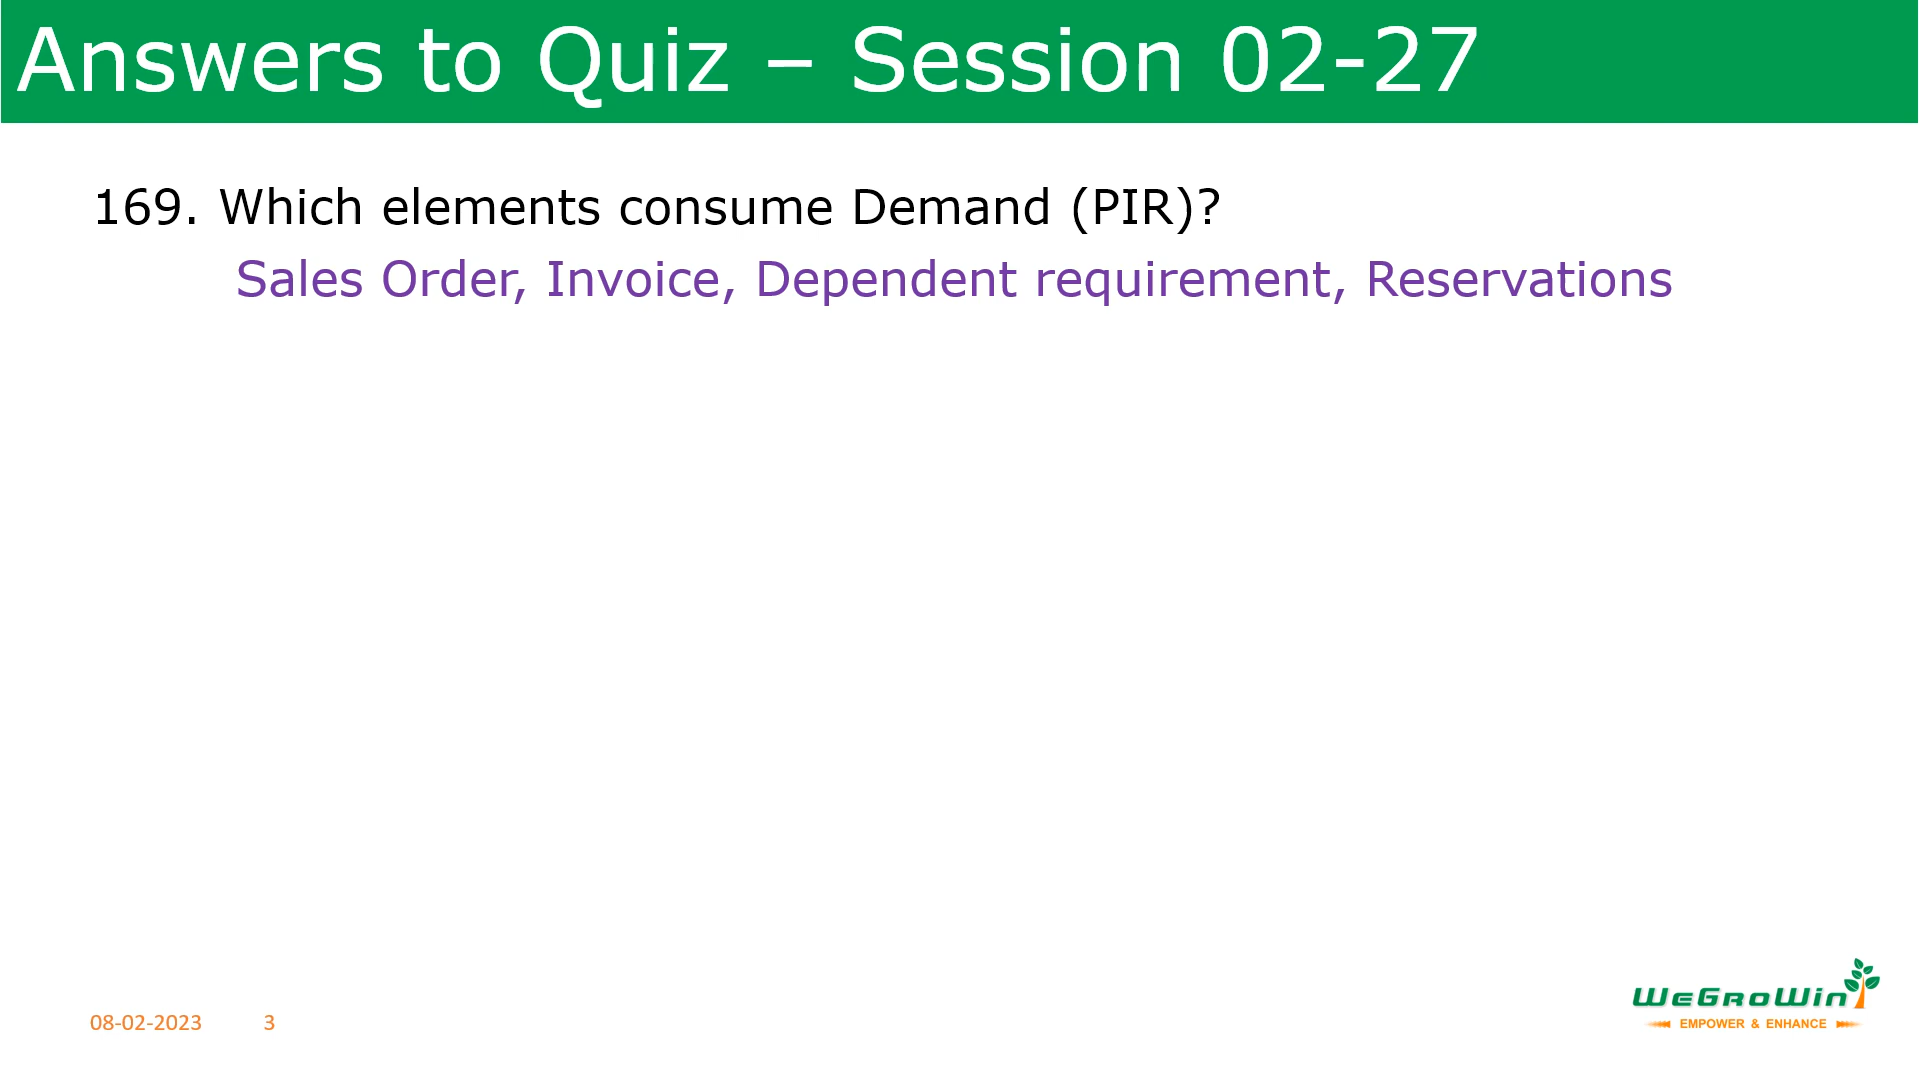 Answers to Quiz – Session 02-27
169. Which elements consume Demand (PIR)?
Sales Order, Invoice, Dependent requirement, Reservations
08-02-2023 3
WeGroWin
EMPOWER & ENHANCE